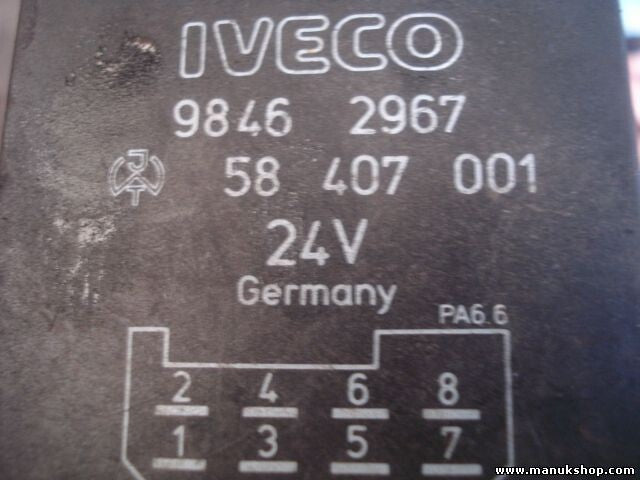 IVECO
9846 2967
JAT 58 407 001
24V
Germany
PA6.6
2 4 6 8
1 3 5 7
www.manukshop.com